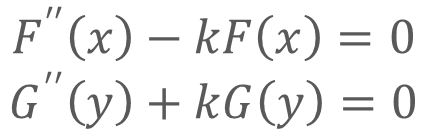 F''(x) − kF(x) = 0
G''(y) + kG(y) = 0